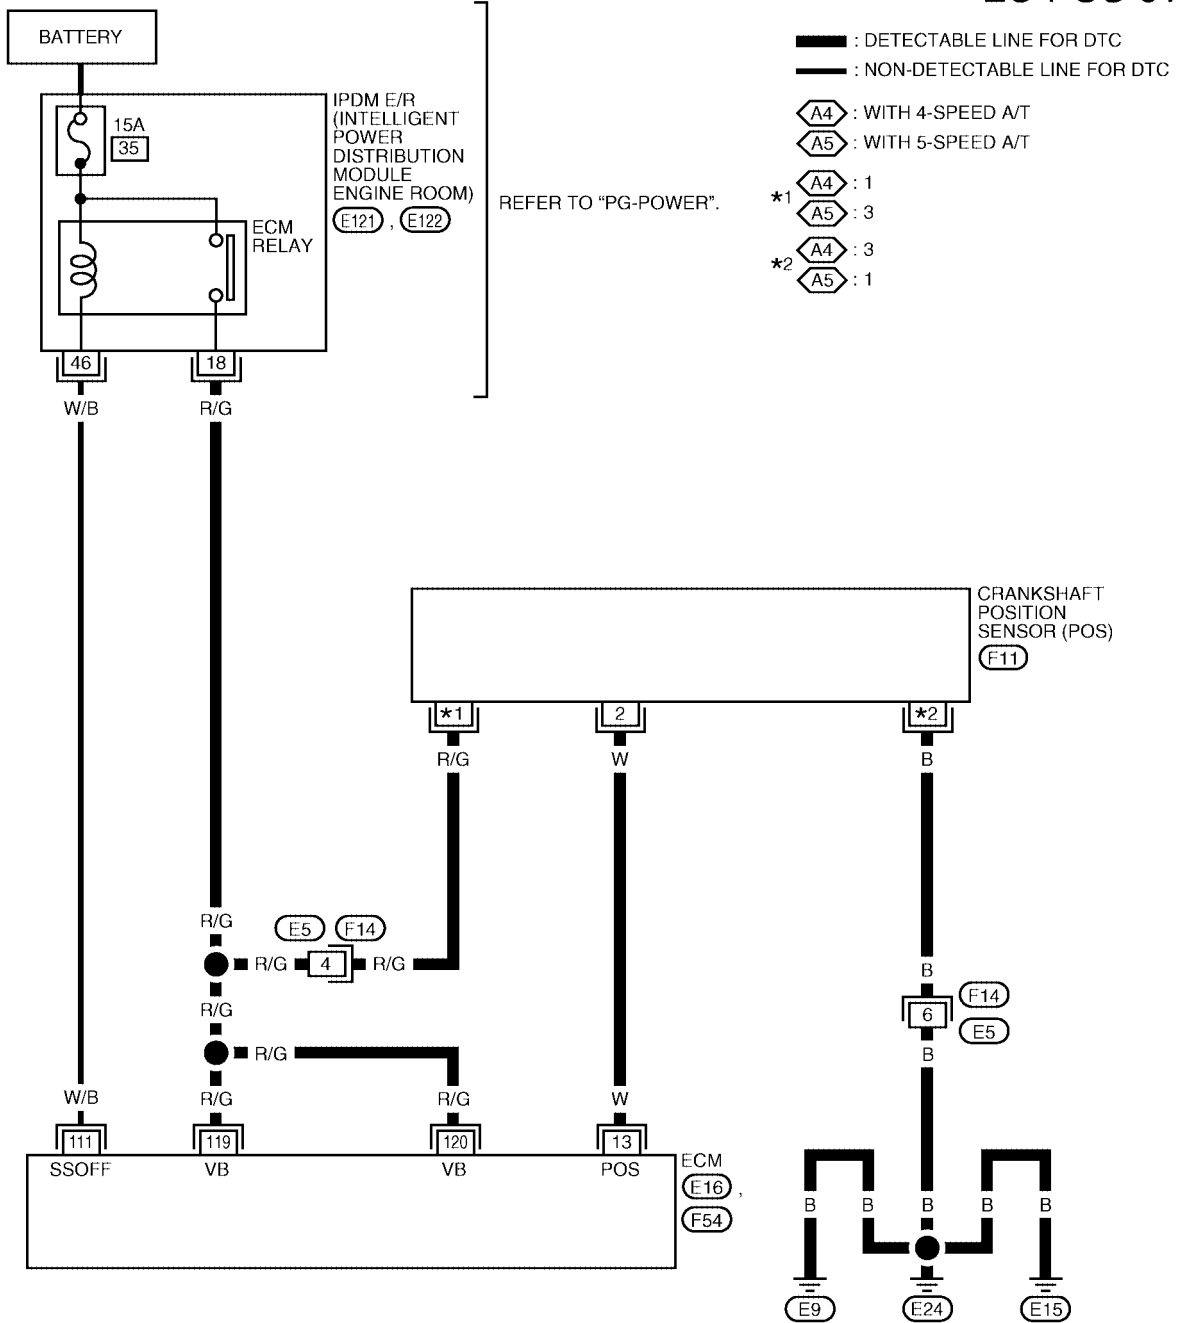 BATTERY
: DETECTABLE LINE FOR DTC
: NON-DETECTABLE LINE FOR DTC
A4 : WITH 4-SPEED A/T
A5 : WITH 5-SPEED A/T
*1 A4 : 1
A5 : 3
*2 A4 : 3
A5 : 1
15A
35
IPDM E/R
(INTELLIGENT
POWER
DISTRIBUTION
MODULE
ENGINE ROOM)
E121 , E122
REFER TO “PG-POWER”.
ECM
RELAY
46 18
W/B R/G
CRANKSHAFT
POSITION
SENSOR (POS)
F11
*1 2 *2
R/G W B
R/G
E5 F14
R/G 4 R/G
B
F14
6
E5
R/G
B
R/G
W/B R/G R/G W
111 119 120 13
SSOFF VB VB POS
ECM
E16 ,
F54
B B B B B
E9 E24 E15